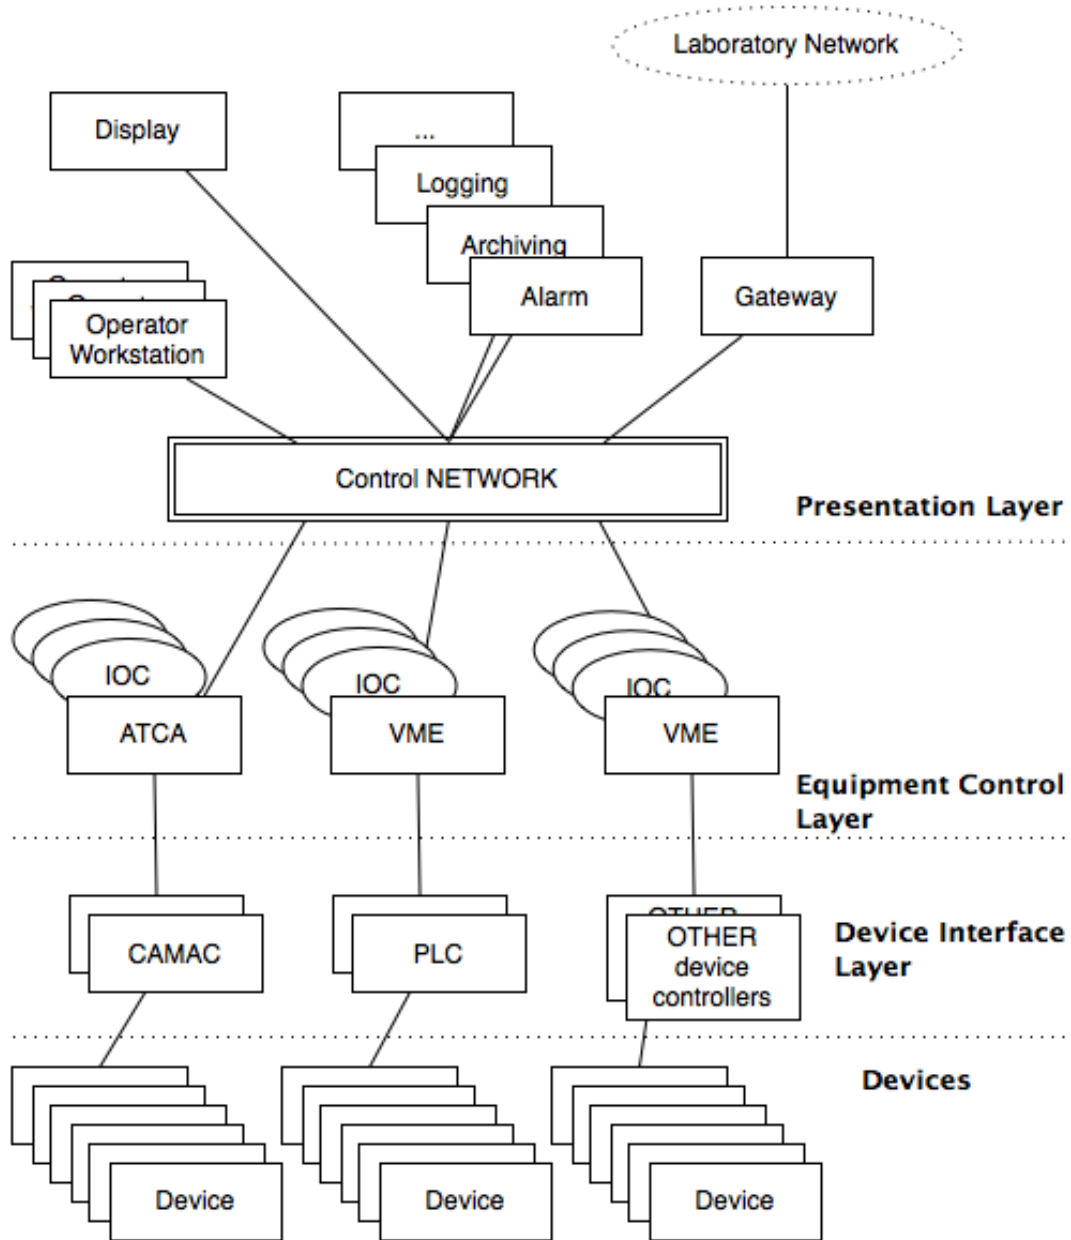 Laboratory Network
Display
...
Logging
Archiving
Alarm
Gateway
Operator
Workstation
Control NETWORK
Presentation Layer
IOC
IOC
IOC
ATCA
VME
VME
Equipment Control
Layer
CAMAC
PLC
OTHER
OTHER
device
controllers
Device Interface
Layer
Devices
Device
Device
Device